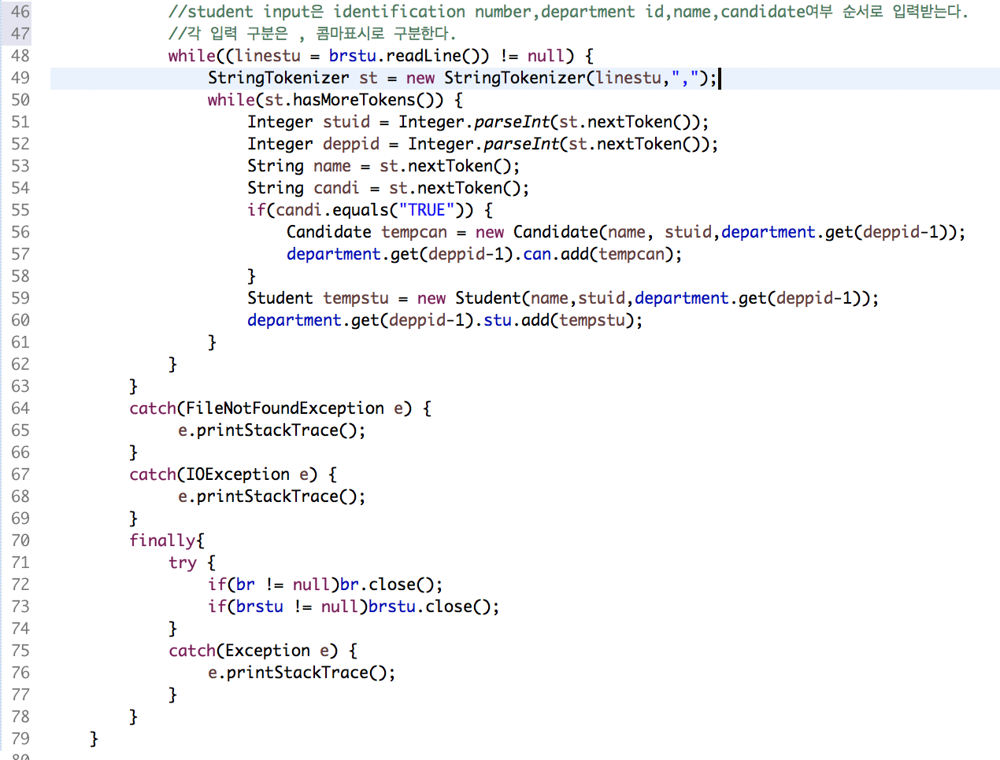 46 //student input은 identification number,department id,name,candidate여부 순서로 입력받는다.
47 //각 입력 구분은 , 콤마표시로 구분한다.
48 while((linestu = brstu.readLine()) != null) {
49 StringTokenizer st = new StringTokenizer(linestu,",");
50 while(st.hasMoreTokens()) {
51 Integer stuid = Integer.parseInt(st.nextToken());
52 Integer deppid = Integer.parseInt(st.nextToken());
53 String name = st.nextToken();
54 String candi = st.nextToken();
55 if(candi.equals("TRUE")) {
56 Candidate tempcan = new Candidate(name, stuid,department.get(deppid-1));
57 department.get(deppid-1).can.add(tempcan);
58 }
59 Student tempstu = new Student(name,stuid,department.get(deppid-1));
60 department.get(deppid-1).stu.add(tempstu);
61 }
62 }
63 }
64 catch(FileNotFoundException e) {
65 e.printStackTrace();
66 }
67 catch(IOException e) {
68 e.printStackTrace();
69 }
70 finally{
71 try {
72 if(br != null)br.close();
73 if(brstu != null)brstu.close();
74 }
75 catch(Exception e) {
76 e.printStackTrace();
77 }
78 }
79 }
80